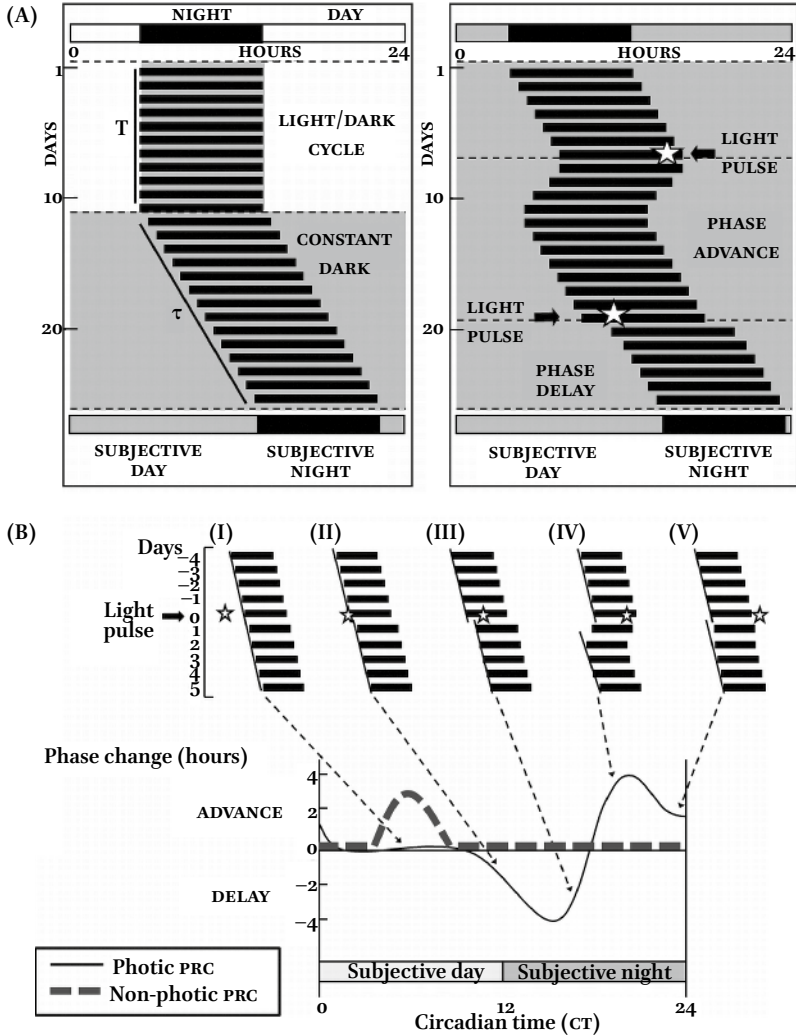 (A)
NIGHT DAY
0 HOURS 24
1
10
20
DAYS
T
LIGHT/DARK
CYCLE
CONSTANT
DARK
τ
SUBJECTIVE
DAY
SUBJECTIVE
NIGHT
0 HOURS 24
1
10
20
DAYS
LIGHT
PULSE
PHASE
ADVANCE
LIGHT
PULSE
PHASE
DELAY
SUBJECTIVE
DAY
SUBJECTIVE
NIGHT
(B)
(I) (II) (III) (IV) (V)
Days
-4
-3
-2
-1
0
1
2
3
4
5
Light
pulse
Phase change (hours)
4
2
0
-2
-4
ADVANCE
DELAY
Photic PRC
Non-photic PRC
Subjective day Subjective night
0 12 24
Circadian time (CT)